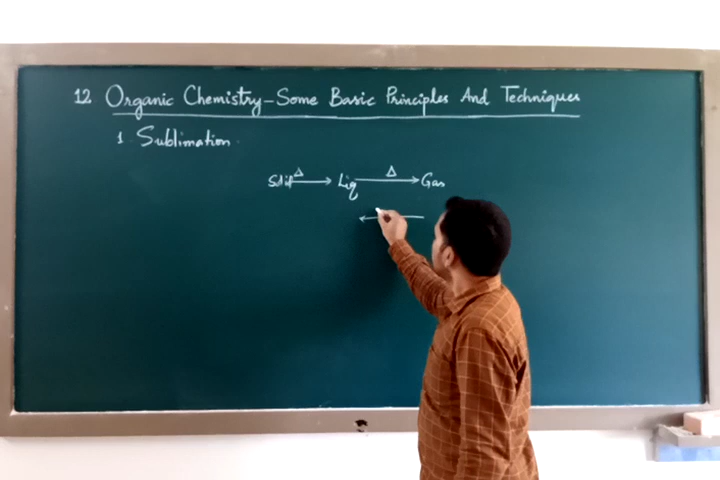 12 Organic Chemistry-Some Basic Principles And Techniques
1. Sublimation.
Δ Δ
Solid → Liq → Gas
←